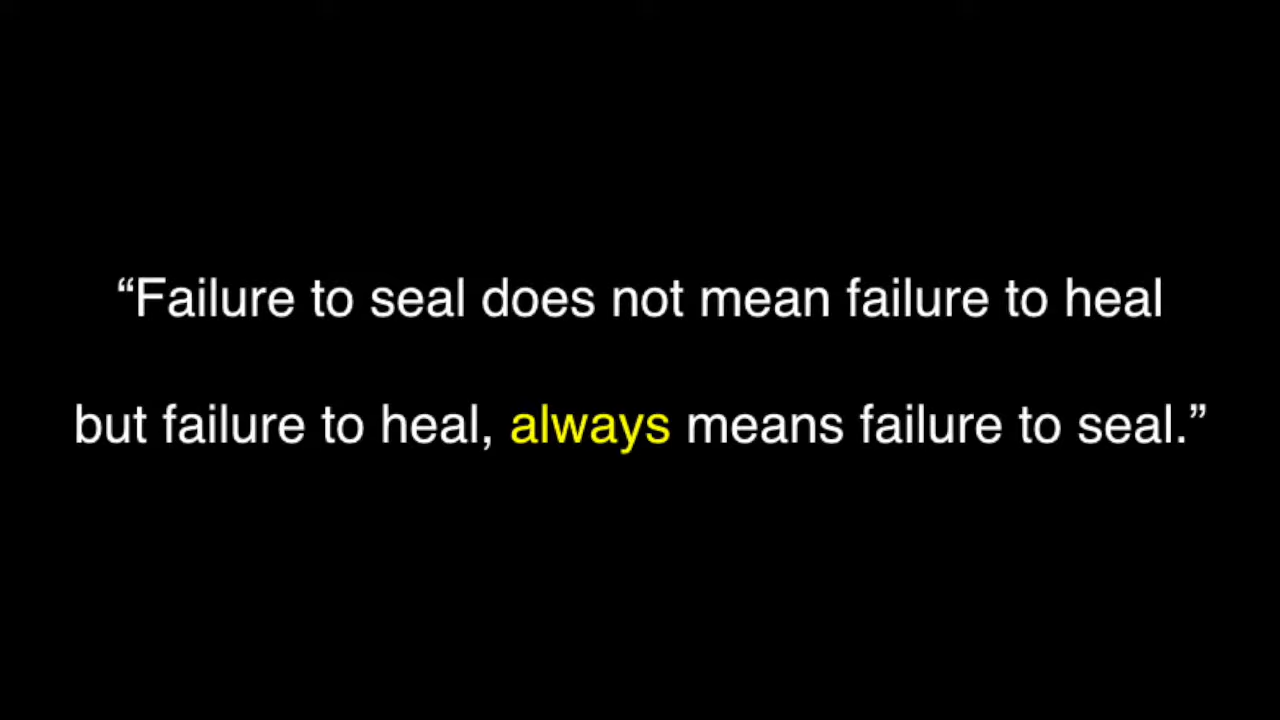 “Failure to seal does not mean failure to heal
but failure to heal, always means failure to seal.”